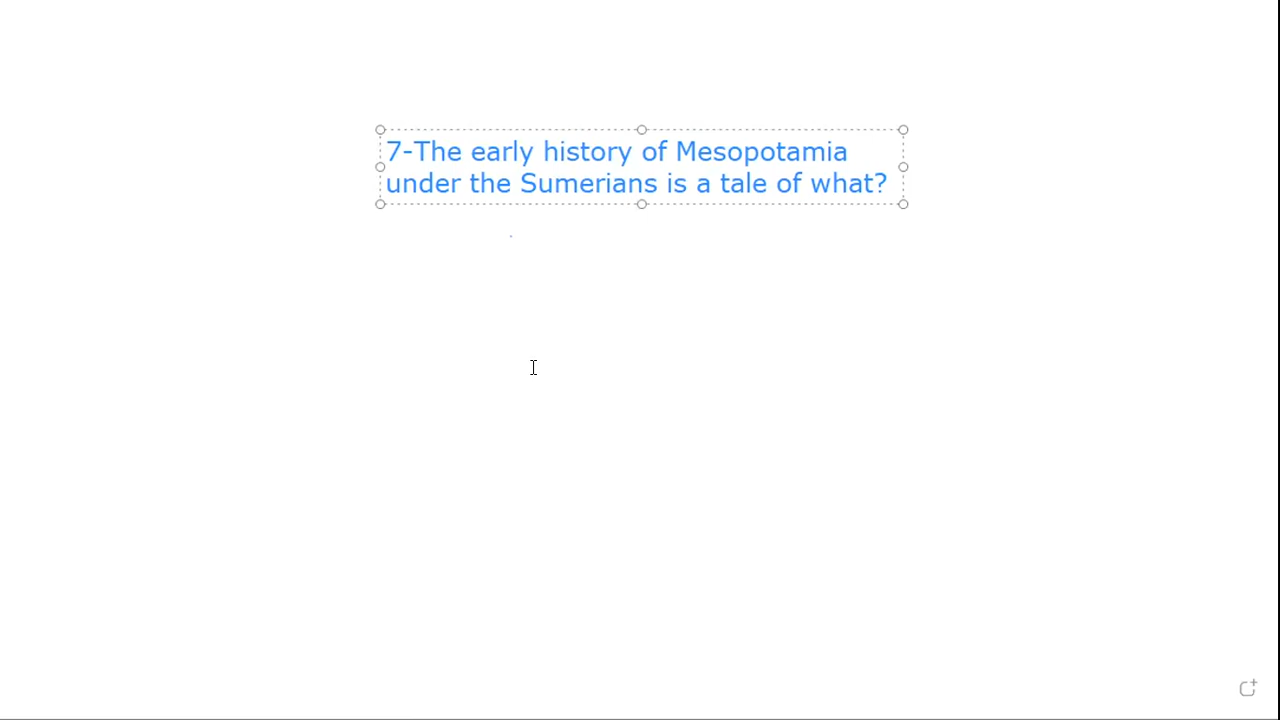 7-The early history of Mesopotamia
under the Sumerians is a tale of what?